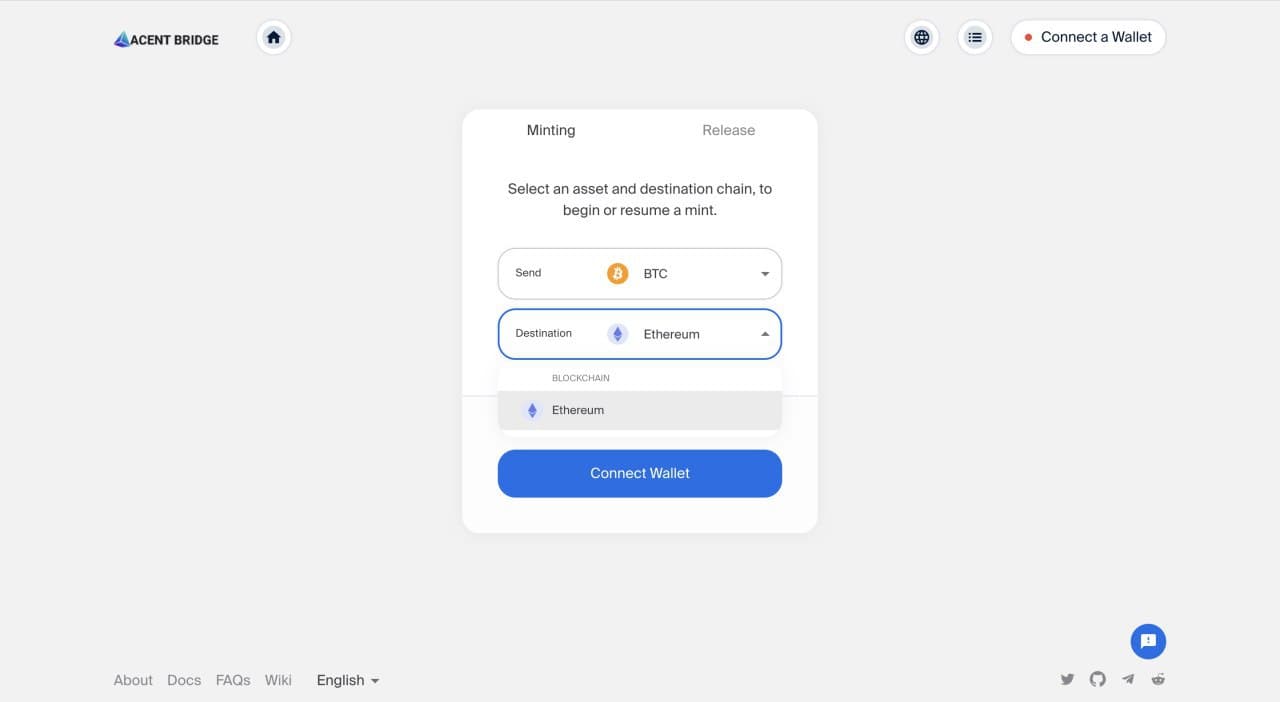 ACENT BRIDGE
Connect a Wallet
Minting
Release
Select an asset and destination chain, to
begin or resume a mint.
Send
BTC
Destination
Ethereum
BLOCKCHAIN
Ethereum
Connect Wallet
About
Docs
FAQs
Wiki
English